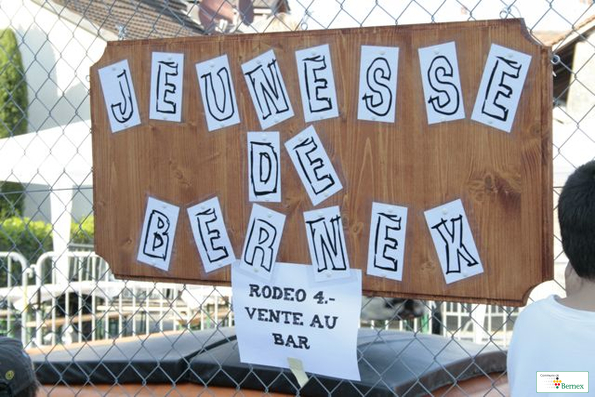 JEUNESSE
DE
BERNEX
RODEO 4.-
VENTE AU
BAR
Bernex